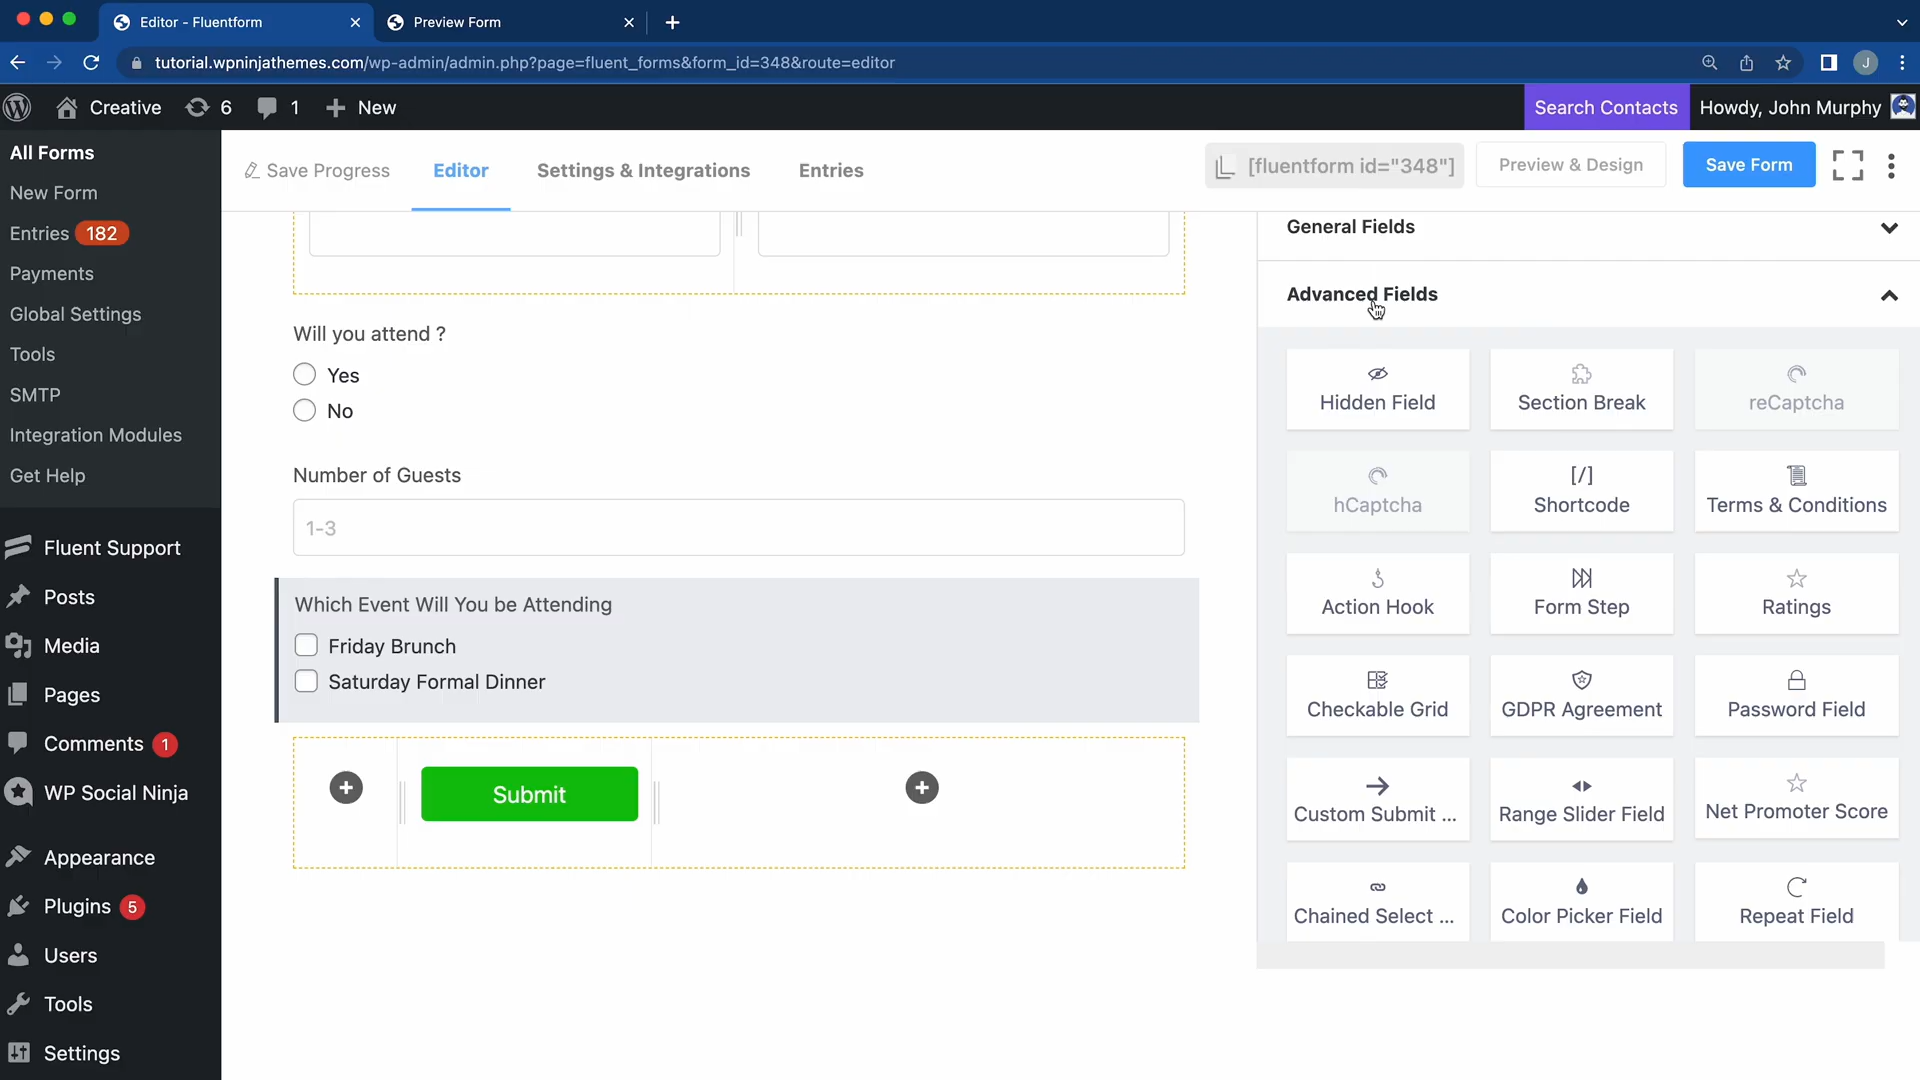 Editor - Fluentform
Preview Form
tutorial.wpninjathemes.com/wp-admin/admin.php?page=fluent_forms&form_id=348&route=editor
J
Creative
6
1
New
Search Contacts
Howdy, John Murphy
All Forms
New Form
Entries 182
Payments
Global Settings
Tools
SMTP
Integration Modules
Get Help
Fluent Support
Posts
Media
Pages
Comments 1
WP Social Ninja
Appearance
Plugins 5
Users
Tools
Settings
Save Progress
Editor
Settings & Integrations
Entries
[fluentform id="348"]
Preview & Design
Save Form
Will you attend ?
Yes
No
Number of Guests
1-3
Which Event Will You be Attending
Friday Brunch
Saturday Formal Dinner
Submit
General Fields
Advanced Fields
Hidden Field
Section Break
reCaptcha
hCaptcha
[/]
Shortcode
Terms & Conditions
Action Hook
Form Step
Ratings
Checkable Grid
GDPR Agreement
Password Field
Custom Submit ...
Range Slider Field
Net Promoter Score
Chained Select ...
Color Picker Field
Repeat Field